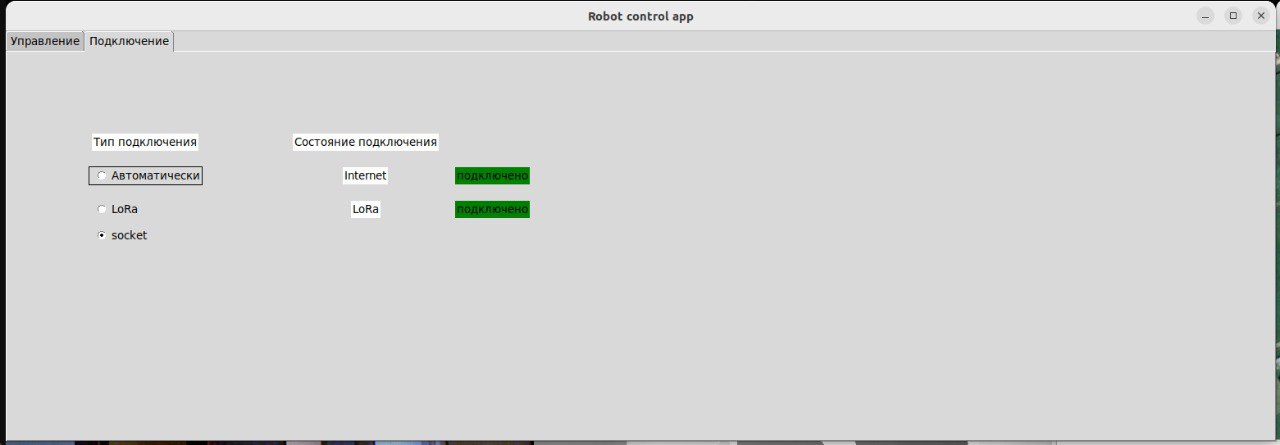 Robot control app
Управление Подключение
Тип подключения Состояние подключения
Автоматически Internet подключено
LoRa LoRa подключено
socket